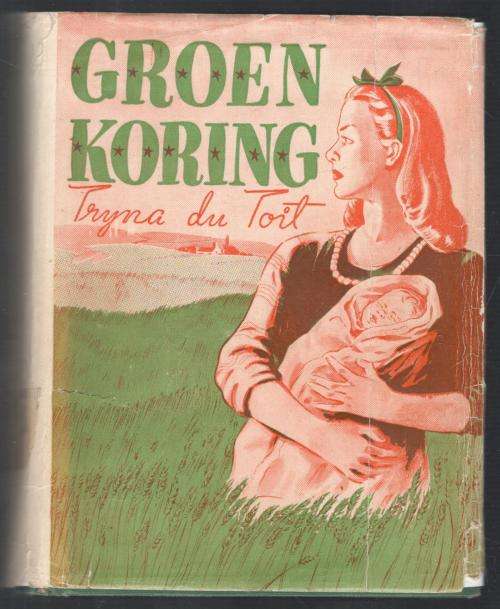 GROEN
KORING
Tryna du Toit